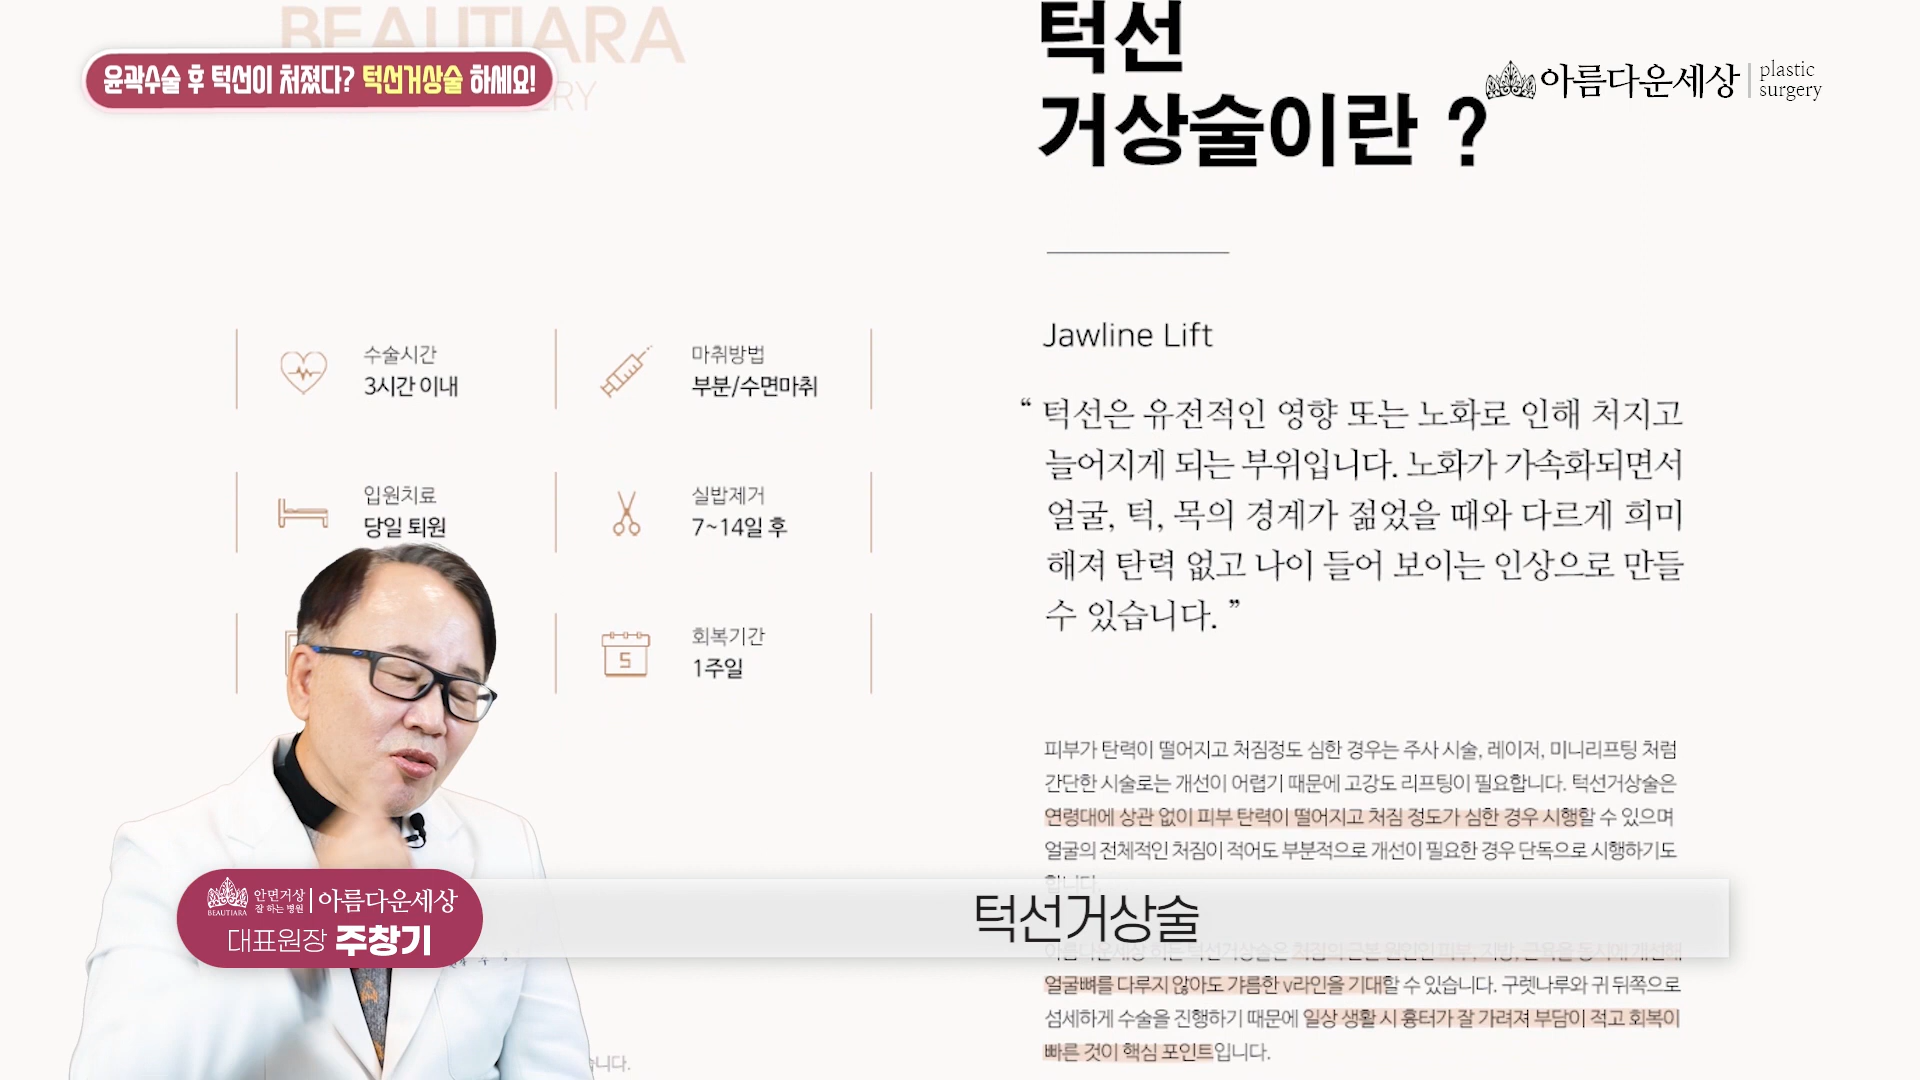 BEAUTIARA
윤곽수술 후 턱선이 처졌다? 턱선거상술 하세요!
턱선
거상술이란 ?
아름다운세상
plastic
surgery
Jawline Lift
수술시간
3시간 이내
마취방법
부분/수면마취
입원치료
당일 퇴원
실밥제거
7~14일 후
회복기간
1주일
“ 턱선은 유전적인 영향 또는 노화로 인해 처지고
늘어지게 되는 부위입니다. 노화가 가속화되면서
얼굴, 턱, 목의 경계가 젊었을 때와 다르게 희미
해져 탄력 없고 나이 들어 보이는 인상으로 만들
수 있습니다. ”
피부가 탄력이 떨어지고 처짐정도 심한 경우는 주사 시술, 레이저, 미니리프팅 처럼
간단한 시술로는 개선이 어렵기 때문에 고강도 리프팅이 필요합니다. 턱선거상술은
연령대에 상관 없이 피부 탄력이 떨어지고 처짐 정도가 심한 경우 시행할 수 있으며
얼굴의 전체적인 처짐이 적어도 부분적으로 개선이 필요한 경우 단독으로 시행하기도
합니다.
얼굴뼈를 다루지 않아도 갸름한 v라인을 기대할 수 있습니다. 구렛나루와 귀 뒤쪽으로
섬세하게 수술을 진행하기 때문에 일상 생활 시 흉터가 잘 가려져 부담이 적고 회복이
빠른 것이 핵심 포인트입니다.
BEAUTIARA
안면거상
잘 하는 병원
아름다운세상
대표원장 주창기
턱선거상술